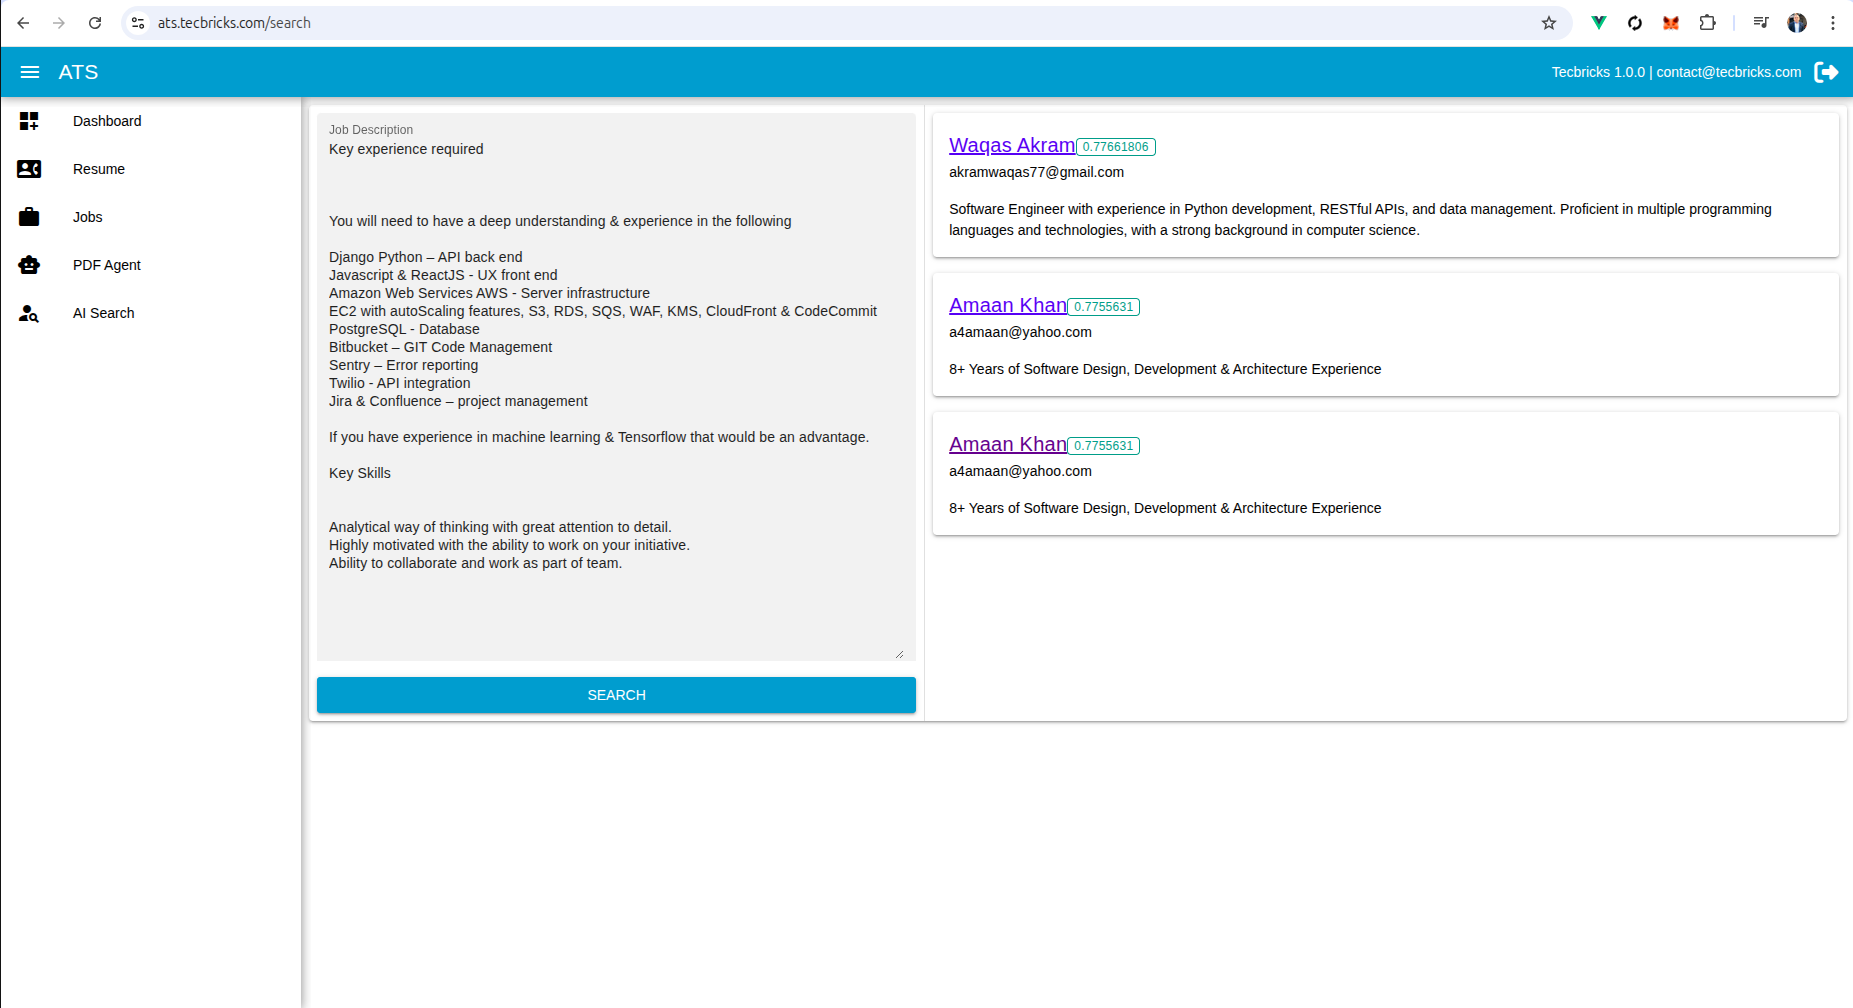 ats.tecbricks.com/search
ATS
Tecbricks 1.0.0 | contact@tecbricks.com
Dashboard
Resume
Jobs
PDF Agent
AI Search
Job Description
Key experience required
You will need to have a deep understanding & experience in the following
Django Python – API back end
Javascript & ReactJS - UX front end
Amazon Web Services AWS - Server infrastructure
EC2 with autoScaling features, S3, RDS, SQS, WAF, KMS, CloudFront & CodeCommit
PostgreSQL - Database
Bitbucket – GIT Code Management
Sentry – Error reporting
Twilio - API integration
Jira & Confluence – project management
If you have experience in machine learning & Tensorflow that would be an advantage.
Key Skills
Analytical way of thinking with great attention to detail.
Highly motivated with the ability to work on your initiative.
Ability to collaborate and work as part of team.
SEARCH
Waqas Akram 0.77661806
akramwaqas77@gmail.com
Software Engineer with experience in Python development, RESTful APIs, and data management. Proficient in multiple programming
languages and technologies, with a strong background in computer science.
Amaan Khan 0.7755631
a4amaan@yahoo.com
8+ Years of Software Design, Development & Architecture Experience
Amaan Khan 0.7755631
a4amaan@yahoo.com
8+ Years of Software Design, Development & Architecture Experience